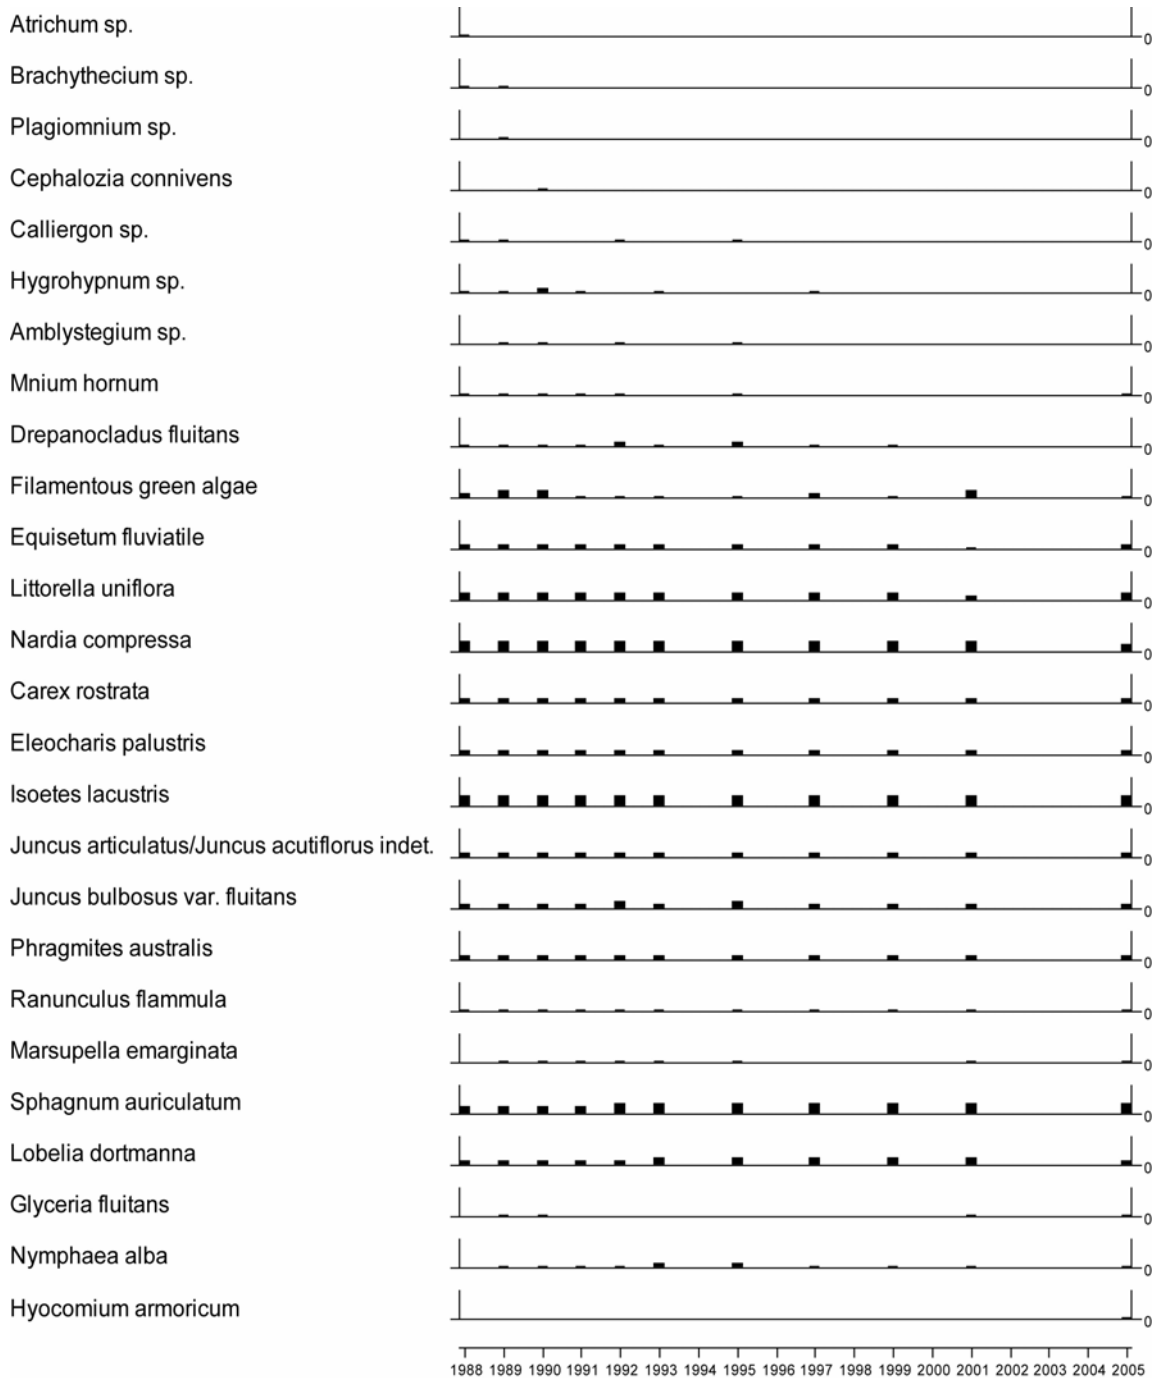 Atrichum sp. 0
Brachythecium sp. 0
Plagiomnium sp. 0
Cephalozia connivens 0
Calliergon sp. 0
Hygrohypnum sp. 0
Amblystegium sp. 0
Mnium hornum 0
Drepanocladus fluitans 0
Filamentous green algae 0
Equisetum fluviatile 0
Littorella uniflora 0
Nardia compressa 0
Carex rostrata 0
Eleocharis palustris 0
Isoetes lacustris 0
Juncus articulatus/Juncus acutiflorus indet. 0
Juncus bulbosus var. fluitans 0
Phragmites australis 0
Ranunculus flammula 0
Marsupella emarginata 0
Sphagnum auriculatum 0
Lobelia dortmanna 0
Glyceria fluitans 0
Nymphaea alba 0
Hyocomium armoricum 0
1988 1989 1990 1991 1992 1993 1994 1995 1996 1997 1998 1999 2000 2001 2002 2003 2004 2005